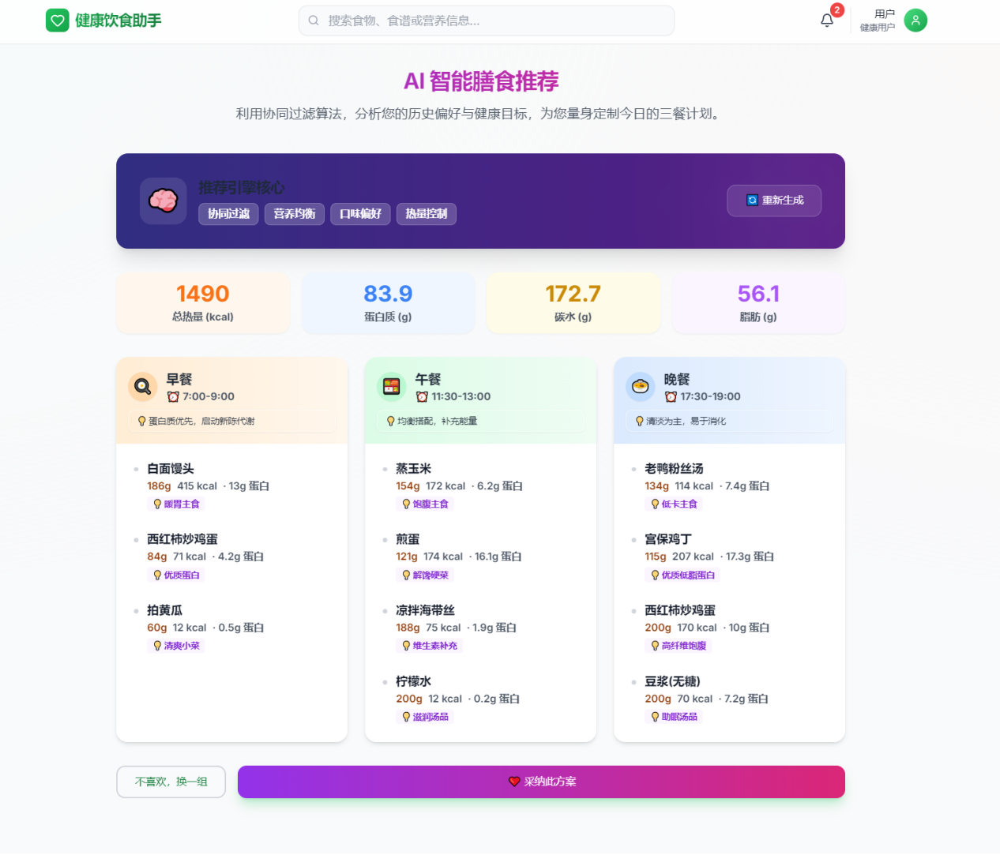 健康饮食助手
搜索食物、食谱或营养信息...
2
用户
健康用户
AI 智能膳食推荐
利用协同过滤算法，分析您的历史偏好与健康目标，为您量身定制今日的三餐计划。
推荐引擎核心
协同过滤 营养均衡 口味偏好 热量控制
重新生成
1490
总热量 (kcal)
83.9
蛋白质 (g)
172.7
碳水 (g)
56.1
脂肪 (g)
早餐
7:00-9:00
蛋白质优先，启动新陈代谢
白面馒头
186g 415 kcal · 13g 蛋白
暖胃主食
西红柿炒鸡蛋
84g 71 kcal · 4.2g 蛋白
优质蛋白
拍黄瓜
60g 12 kcal · 0.5g 蛋白
清爽小菜
午餐
11:30-13:00
均衡搭配，补充能量
蒸玉米
154g 172 kcal · 6.2g 蛋白
饱腹主食
煎蛋
121g 174 kcal · 16.1g 蛋白
解馋硬菜
凉拌海带丝
188g 75 kcal · 1.9g 蛋白
维生素补充
柠檬水
200g 12 kcal · 0.2g 蛋白
滋润汤品
晚餐
17:30-19:00
清淡为主，易于消化
老鸭粉丝汤
134g 114 kcal · 7.4g 蛋白
低卡主食
宫保鸡丁
115g 207 kcal · 17.3g 蛋白
优质低脂蛋白
西红柿炒鸡蛋
200g 170 kcal · 10g 蛋白
高纤维饱腹
豆浆(无糖)
200g 70 kcal · 7.2g 蛋白
助眠汤品
不喜欢，换一组
采纳此方案